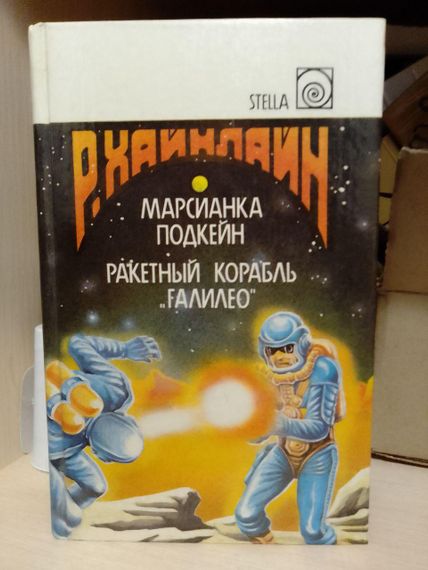 STELLA
Р. ХАЙНЛАЙН
МАРСИАНКА
ПОДКЕЙН
РАКЕТНЫЙ КОРАБЛЬ
„ГАЛИЛЕО"